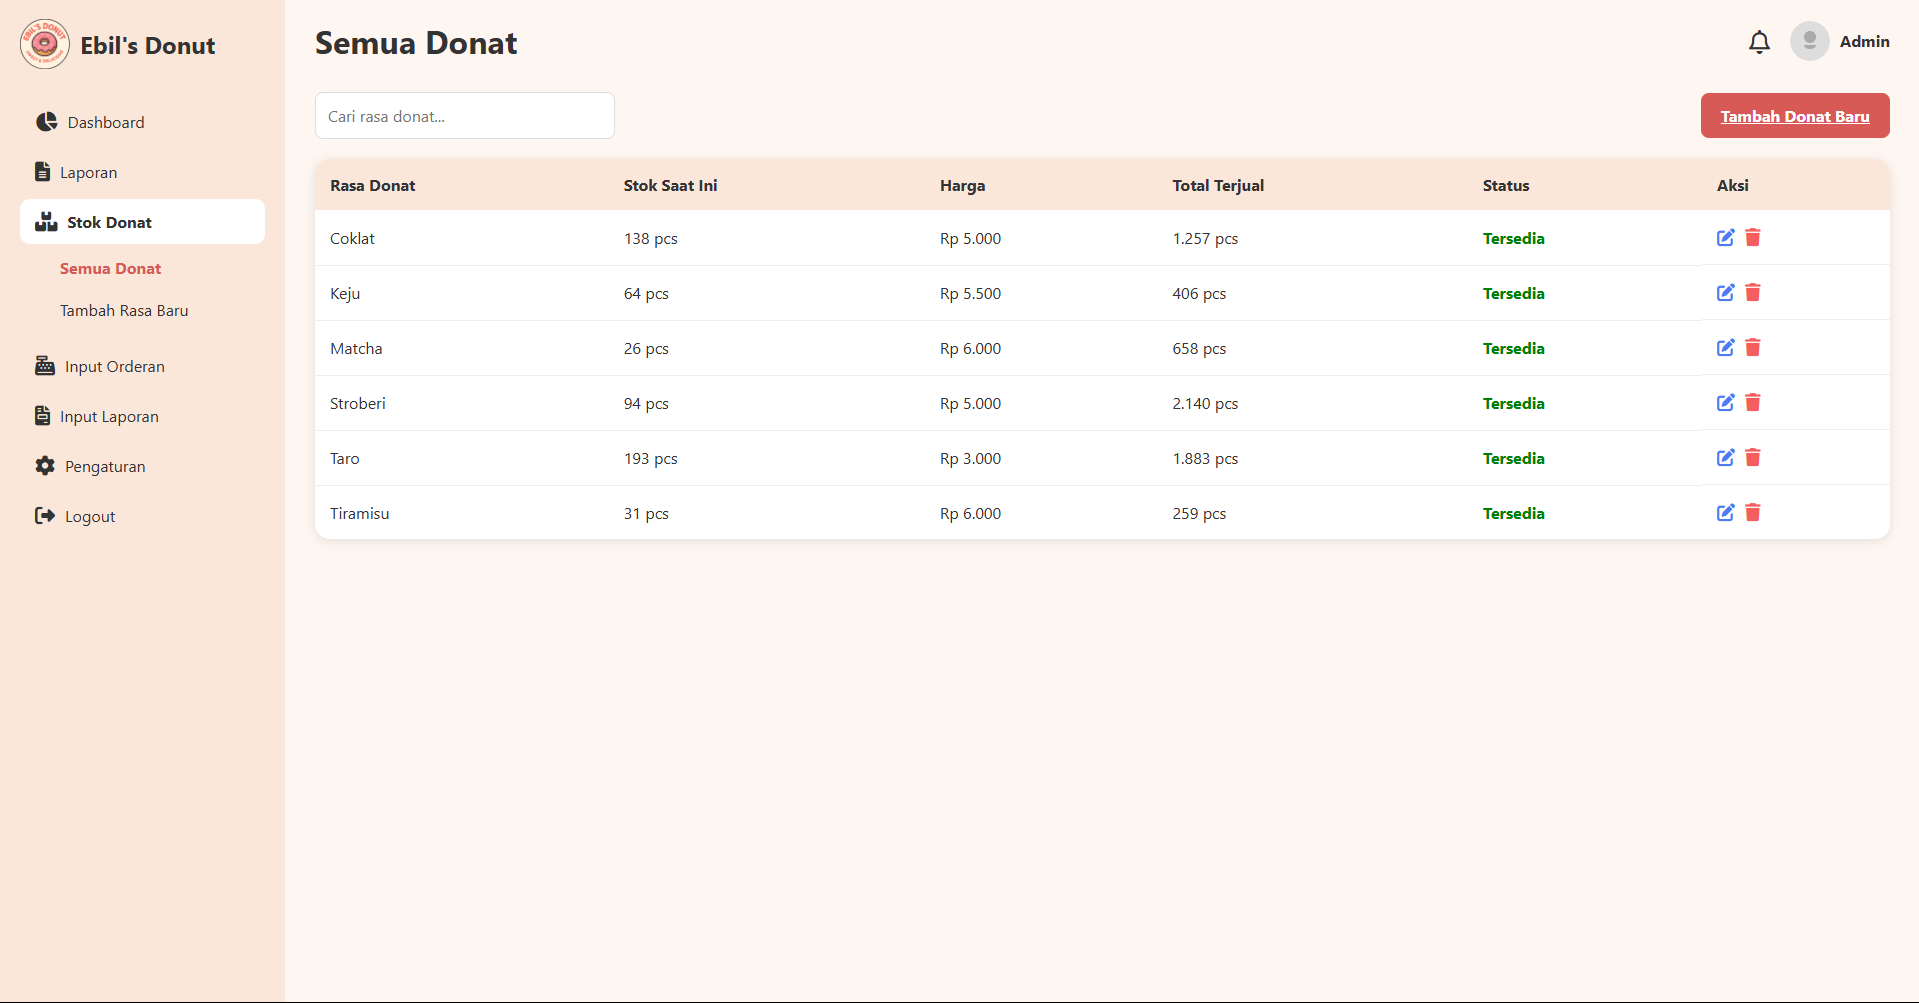 EBIL'S DONUT
Ebil's Donut
Dashboard
Laporan
Stok Donat
Semua Donat
Tambah Rasa Baru
Input Orderan
Input Laporan
Pengaturan
Logout
Semua Donat
Admin
Cari rasa donat...
Tambah Donat Baru
Rasa Donat Stok Saat Ini Harga Total Terjual Status Aksi
Coklat 138 pcs Rp 5.000 1.257 pcs Tersedia
Keju 64 pcs Rp 5.500 406 pcs Tersedia
Matcha 26 pcs Rp 6.000 658 pcs Tersedia
Stroberi 94 pcs Rp 5.000 2.140 pcs Tersedia
Taro 193 pcs Rp 3.000 1.883 pcs Tersedia
Tiramisu 31 pcs Rp 6.000 259 pcs Tersedia